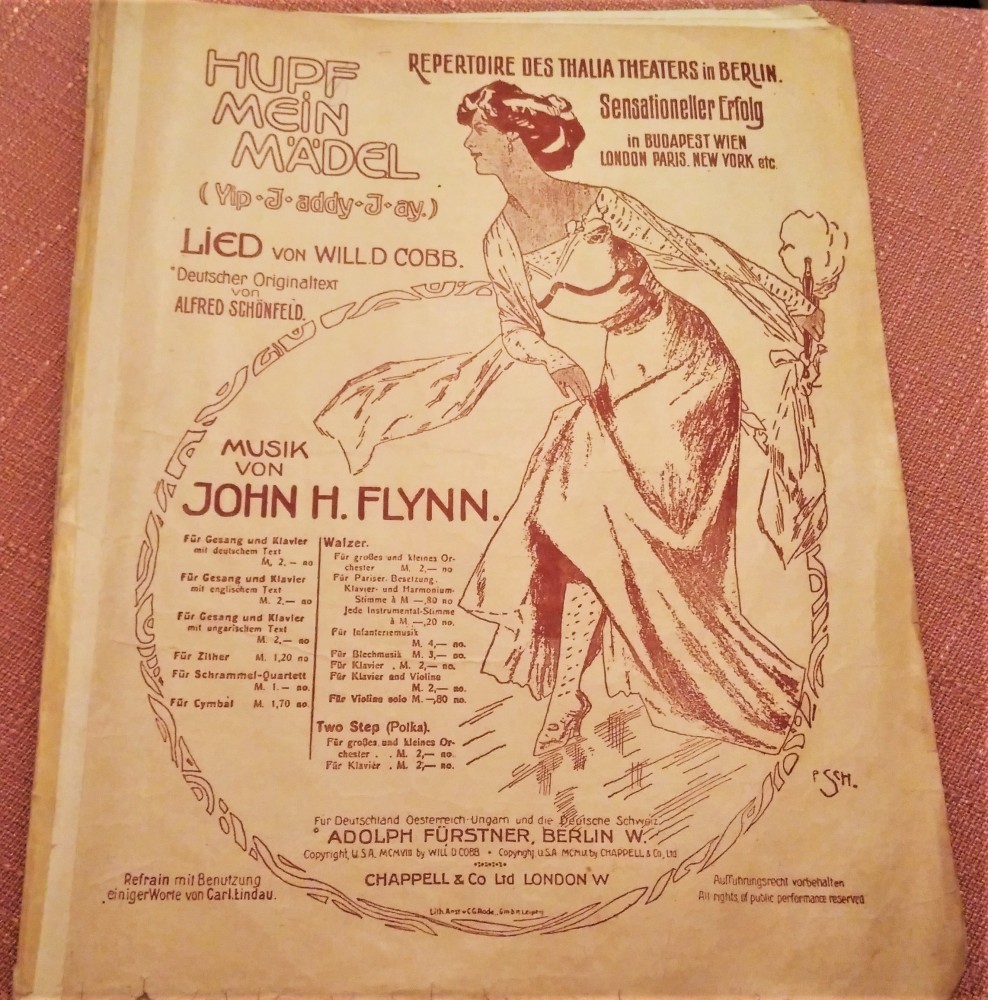 HUPF
MEIN
MÄDEL
(Yip-J-addy-J-ay.)
REPERTOIRE DES THALIA THEATERS in BERLIN.
Sensationeller Erfolg
in BUDAPEST WIEN
LONDON PARIS. NEW YORK etc.
LIED VON WILL.D COBB.
Deutscher Originaltext
von
ALFRED SCHÖNFELD.
MUSIK
VON
JOHN H. FLYNN.
Für Gesang und Klavier
mit deutschem Text
M. 2,— no
Für Gesang und Klavier
mit englischem Text
M. 2,— no
Für Gesang und Klavier
mit ungarischem Text
M. 2,— no
Für Zither M. 1,20 no
Für Schrammel-Quartett
M. 1.— no.
Für Cymbal M. 1,70 no.
Walzer.
Für großes und kleines Or-
chester M. 2,— no
Für Pariser. Besetzung.
Klavier- und Harmonium-
Stimme à M —,80 no
Jede Instrumental-Stimme
à M. —,20 no.
Für Infanteriemusik
M. 4,— no.
Für Blechmusik M. 3,— no.
Für Klavier . M. 2,— no.
Für Klavier und Violine
M. 2,— no.
Für Violine solo M. —,80 no.
Two Step (Polka).
Für großes und kleines Or-
chester . . M. 2,— no.
Für Klavier . M. 2,— no.
P SCH.
Für Deutschland Oesterreich-Ungarn und die Deutsche Schweiz.
ADOLPH FÜRSTNER, BERLIN W.
Copyright, U.S.A. MCMVIII by WILL D COBB • Copyright, U.S.A. MCMIX by CHAPPELL & Co, Ltd
CHAPPELL & Co Ltd LONDON W
Refrain mit Benutzung
einiger Worte von Carl Lindau.
Aufführungsrecht vorbehalten
All rights of public performance reserved
Lith. Anst v. C.G. Röde G.m.b.H. Leipzig